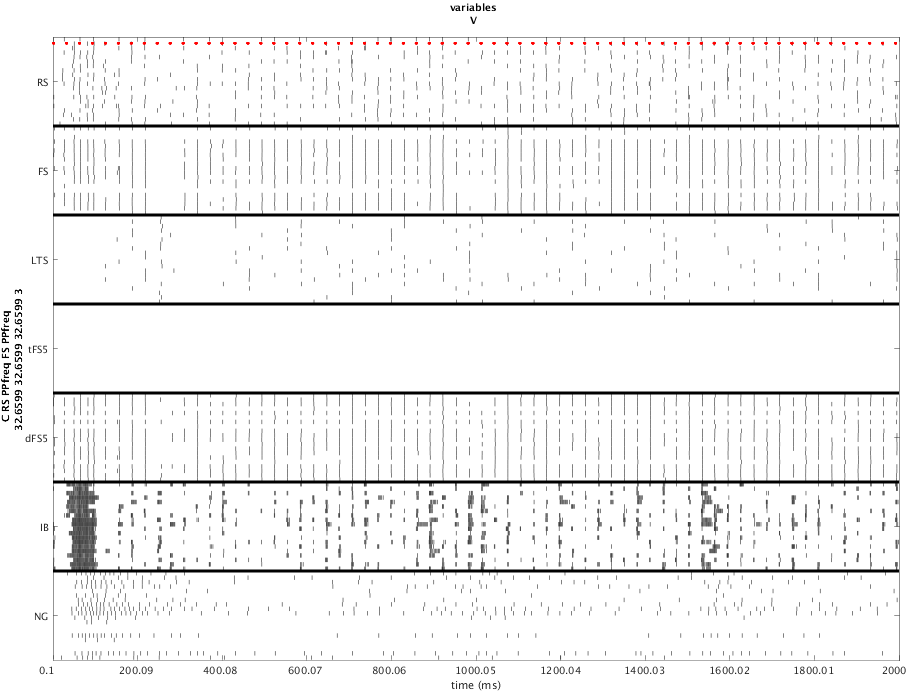 variables
V
RS
FS
LTS
tFS5
dFS5
IB
NG
C RS PPfreq FS PPfreq
32.6599 32.6599 32.6599 3
0.1 200.09 400.08 600.07 800.06 1000.05 1200.04 1400.03 1600.02 1800.01 2000
time (ms)